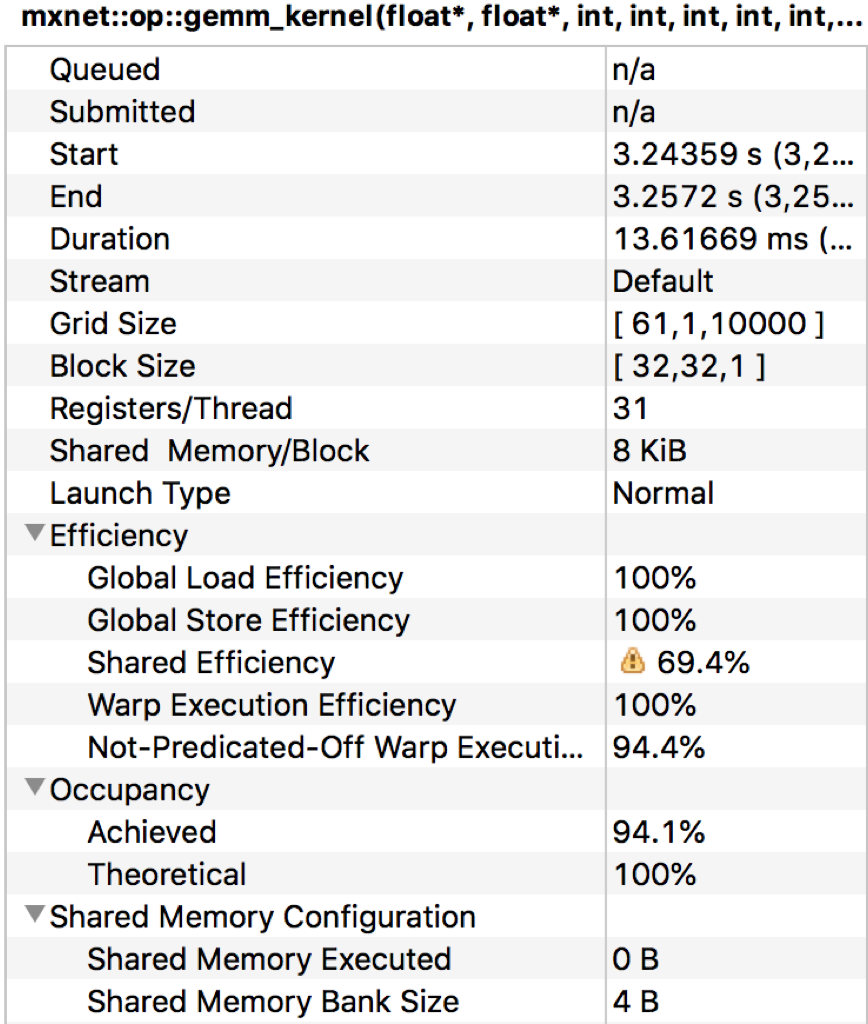 mxnet::op::gemm_kernel(float*, float*, int, int, int, int, int,...
Queued n/a
Submitted n/a
Start 3.24359 s (3,2...
End 3.2572 s (3,25...
Duration 13.61669 ms (...
Stream Default
Grid Size [ 61,1,10000 ]
Block Size [ 32,32,1 ]
Registers/Thread 31
Shared Memory/Block 8 KiB
Launch Type Normal
Efficiency
Global Load Efficiency 100%
Global Store Efficiency 100%
Shared Efficiency 69.4%
Warp Execution Efficiency 100%
Not-Predicated-Off Warp Executi... 94.4%
Occupancy
Achieved 94.1%
Theoretical 100%
Shared Memory Configuration
Shared Memory Executed 0 B
Shared Memory Bank Size 4 B